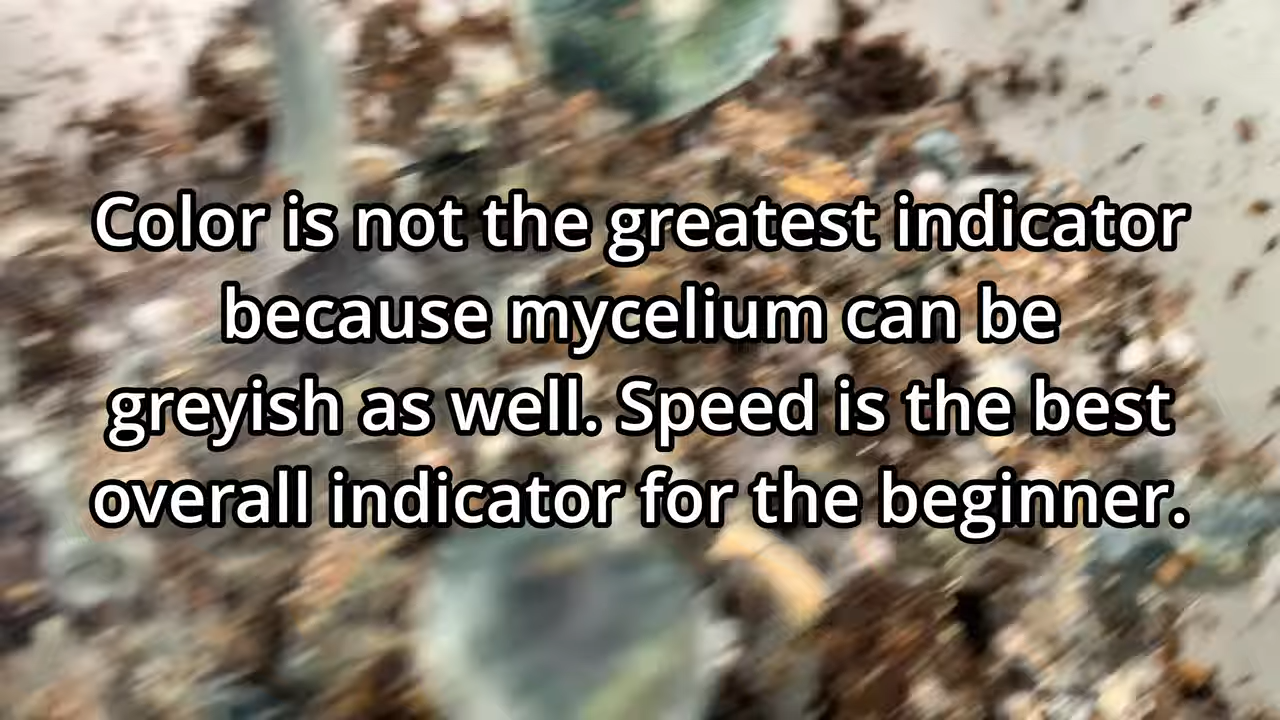 Color is not the greatest indicator
because mycelium can be
greyish as well. Speed is the best
overall indicator for the beginner.